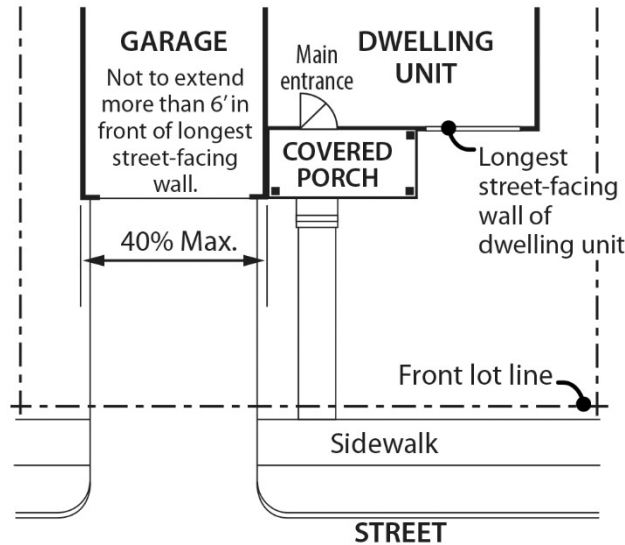 GARAGE
Not to extend
more than 6' in
front of longest
street-facing
wall.
Main
entrance
DWELLING
UNIT
COVERED
PORCH
Longest
street-facing
wall of
dwelling unit
40% Max.
Front lot line
Sidewalk
STREET